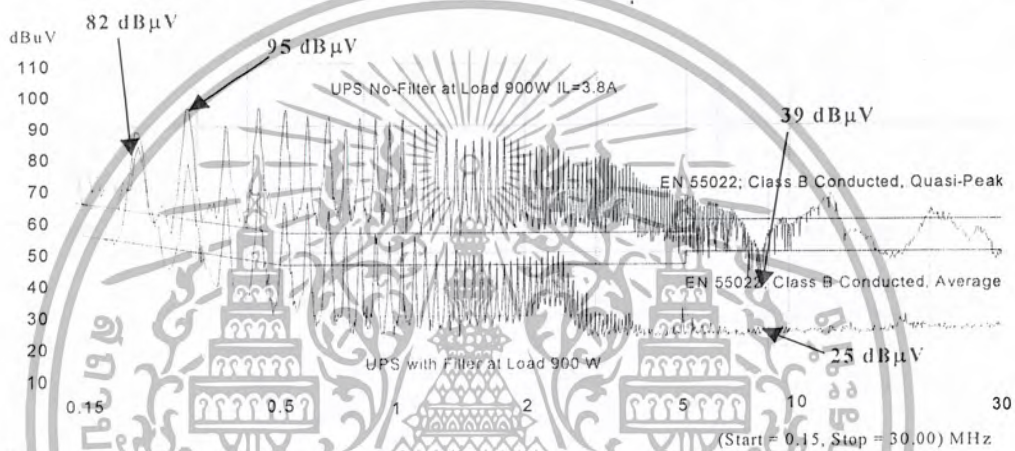 82 dBµV
dBuV
95 dBµV
110
UPS No-Filter at Load 900W IL=3.8A
100
39 dBµV
90
80
EN 55022; Class B Conducted, Quasi-Peak
70
60
50
EN 55022; Class B Conducted, Average
40
30
25 dBµV
UPS with Filter at Load 900 W
20
10
0.15
0.5
1
2
5
10
30
(Start = 0.15, Stop = 30.00) MHz